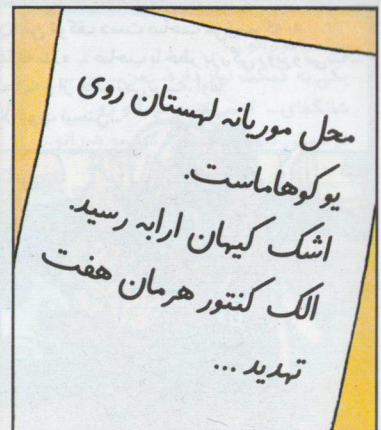 محل موریانه لهستان روی
یوکوهاماست.
اشک کیهان ارابه رسید.
الک کنتور هرمان هفت
تهدید ...